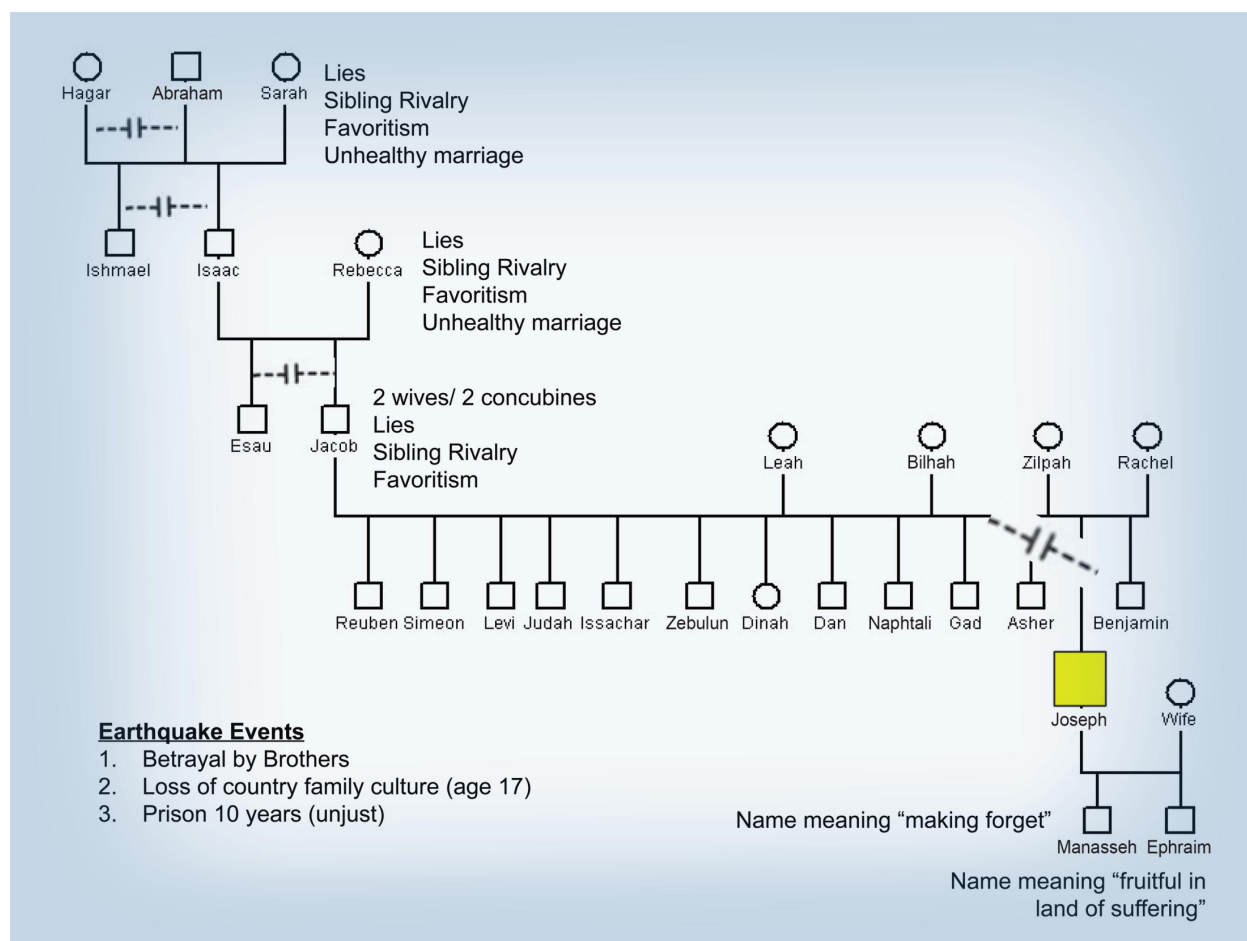 Hagar Abraham Sarah
Lies
Sibling Rivalry
Favoritism
Unhealthy marriage
Ishmael Isaac Rebecca
Lies
Sibling Rivalry
Favoritism
Unhealthy marriage
Esau Jacob
2 wives/ 2 concubines
Lies
Sibling Rivalry
Favoritism
Leah Bilhah Zilpah Rachel
Reuben Simeon Levi Judah Issachar Zebulun Dinah Dan Naphtali Gad Asher Benjamin
Joseph Wife
Earthquake Events
1. Betrayal by Brothers
2. Loss of country family culture (age 17)
3. Prison 10 years (unjust)
Name meaning “making forget”
Manasseh Ephraim
Name meaning “fruitful in
land of suffering”